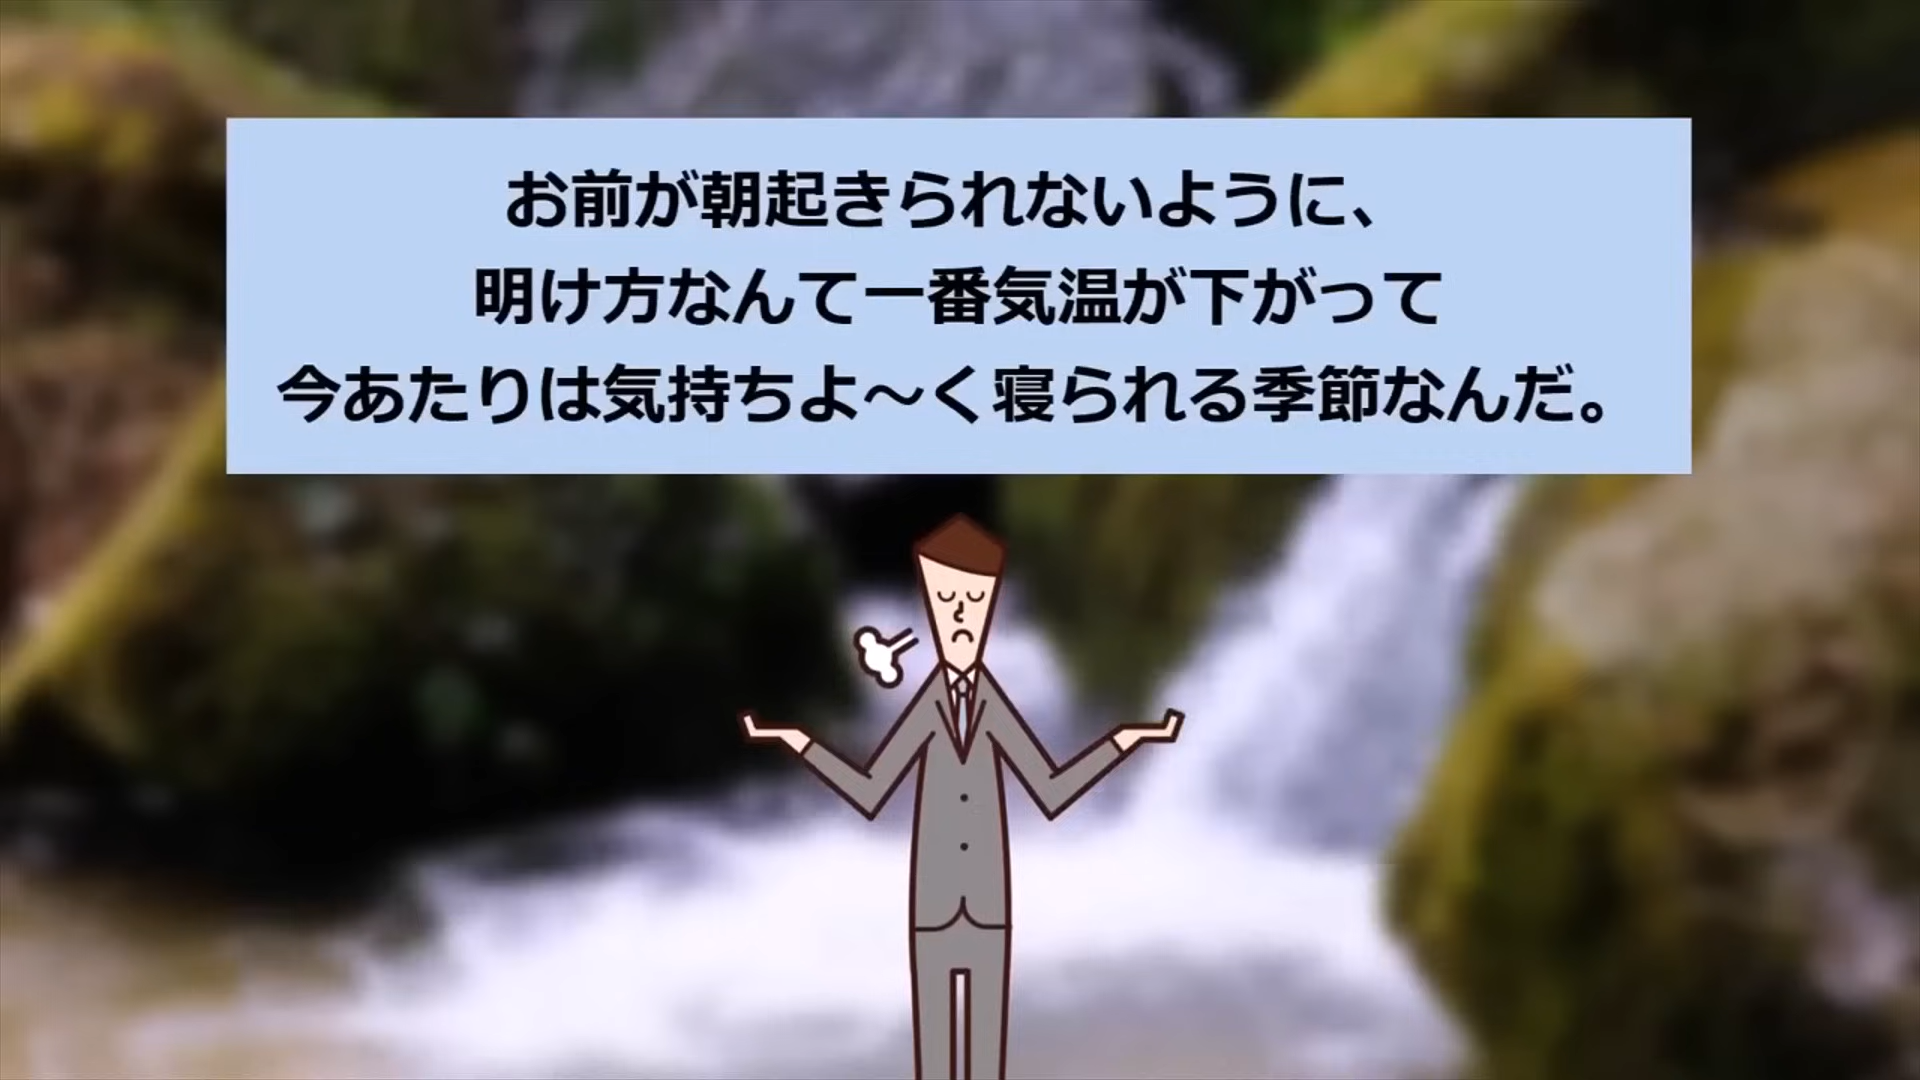 お前が朝起きられないように、
明け方なんて一番気温が下がって
今あたりは気持ちよ～く寝られる季節なんだ。